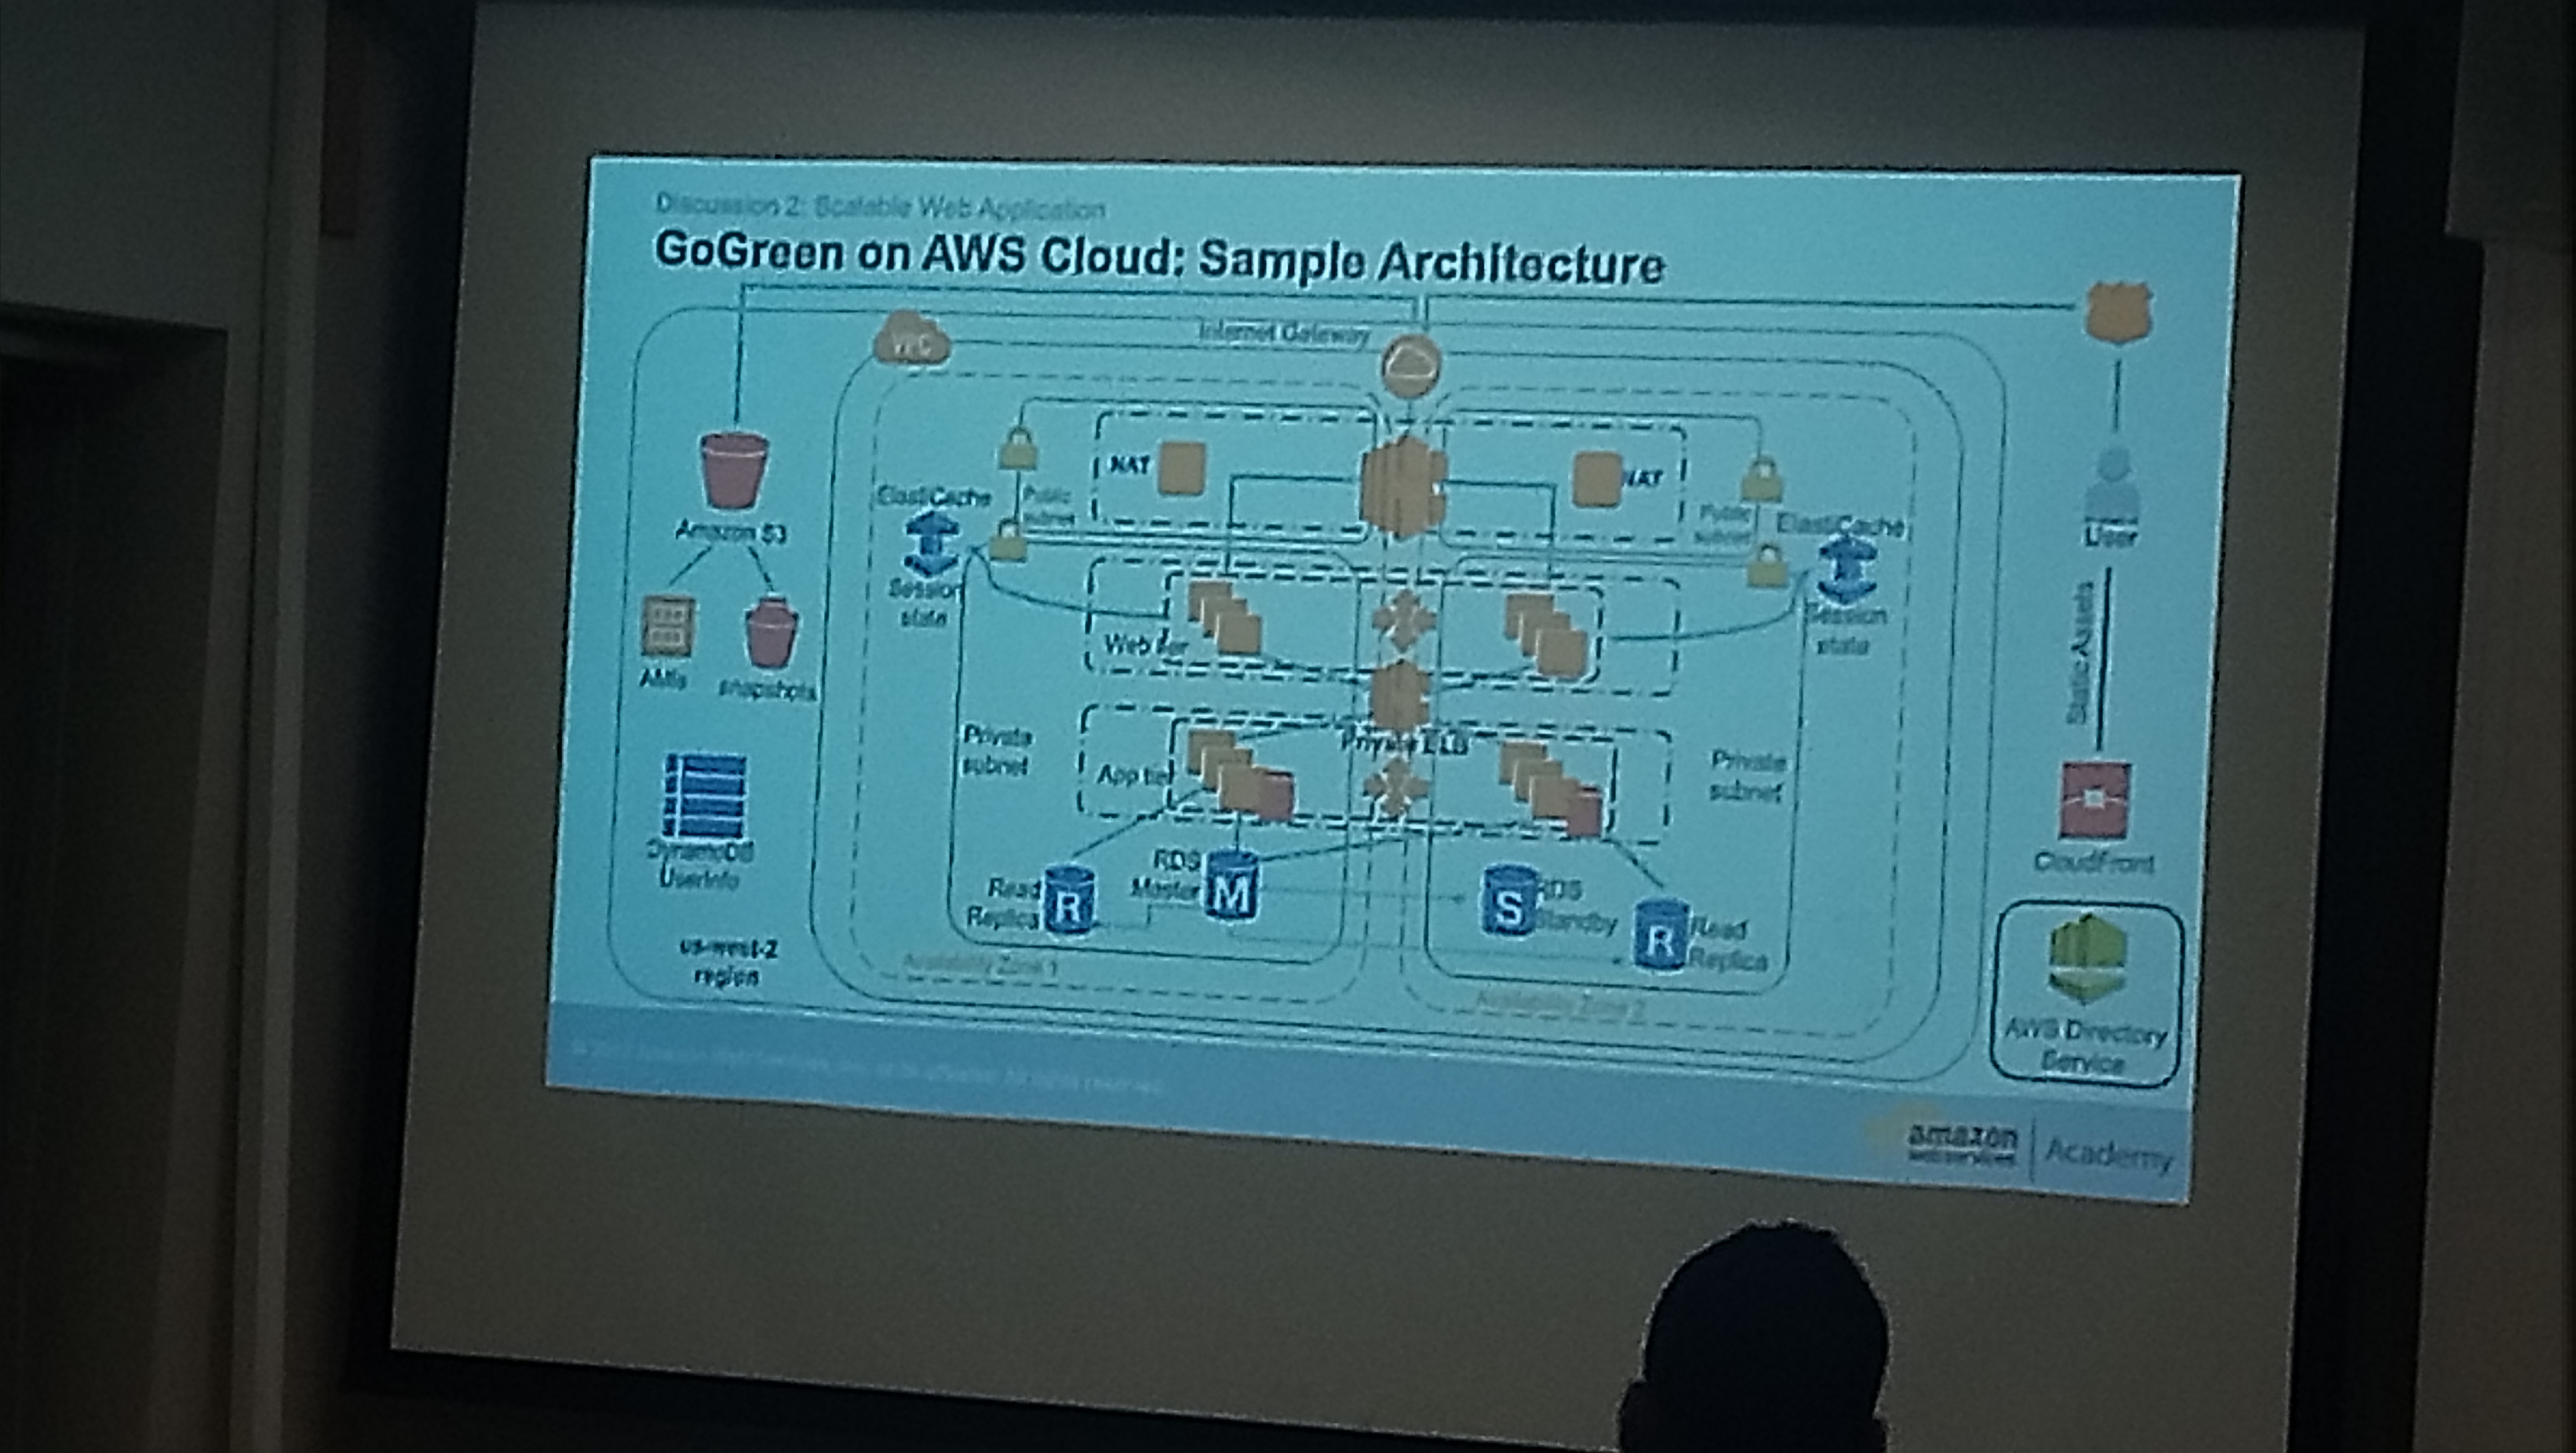 Discussion 2: Scalable Web Application
GoGreen on AWS Cloud: Sample Architecture
VPC
Internet Gateway
NAT
NAT
ElastiCache
Public
subnet
Public
subnet
ElastiCache
Amazon S3
User
Session
state
Session
state
Web tier
Static Assets
AMIs
snapshots
Private
subnet
Private ELB
App tier
Private
subnet
DynamoDB
UserInfo
CloudFront
Read
Replica
R
RDS
Master
M
S
RDS
Standby
R
Read
Replica
us-west-2
region
Availability Zone 1
Availability Zone 2
AWS Directory
Service
amazon
web services
Academy